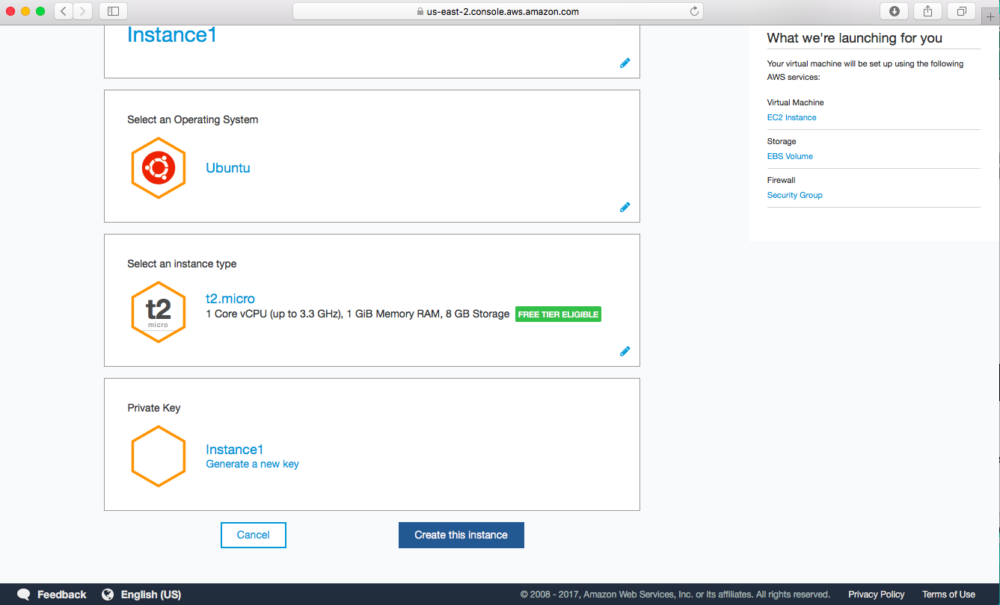 us-east-2.console.aws.amazon.com
Instance1
Select an Operating System
Ubuntu
Select an instance type
t2
micro
t2.micro
1 Core vCPU (up to 3.3 GHz), 1 GiB Memory RAM, 8 GB Storage FREE TIER ELIGIBLE
Private Key
Instance1
Generate a new key
Cancel
Create this instance
What we're launching for you
Your virtual machine will be set up using the following
AWS services:
Virtual Machine
EC2 Instance
Storage
EBS Volume
Firewall
Security Group
Feedback
English (US)
© 2008 - 2017, Amazon Web Services, Inc. or its affiliates. All rights reserved.
Privacy Policy
Terms of Use